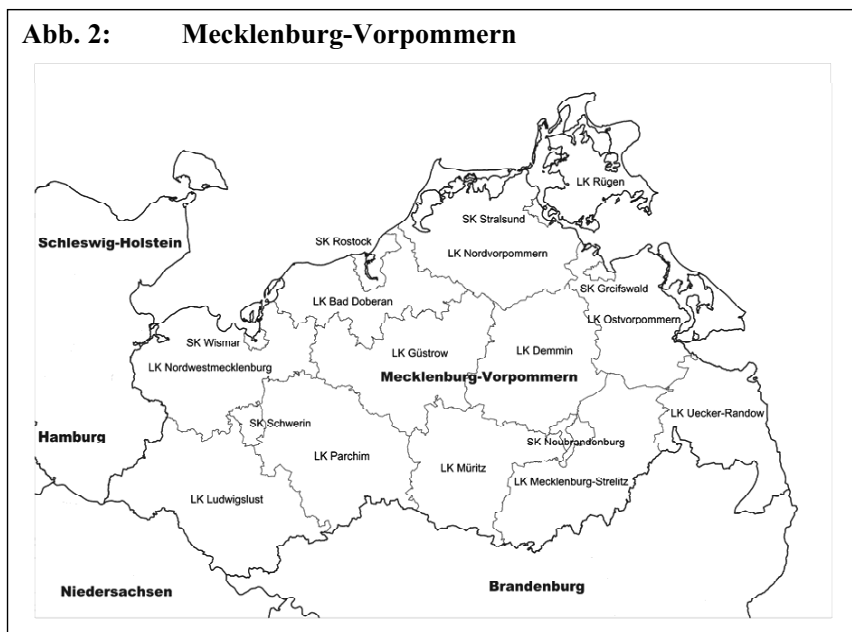 Abb. 2: Mecklenburg-Vorpommern
LK Rügen
SK Stralsund
Schleswig-Holstein
SK Rostock
LK Nordvorpommern
SK Greifswald
LK Bad Doberan
LK Ostvorpommern
SK Wismar
LK Güstrow
LK Demmin
LK Nordwestmecklenburg
Mecklenburg-Vorpommern
LK Uecker-Randow
SK Schwerin
Hamburg
SK Neubrandenburg
LK Parchim
LK Müritz
LK Mecklenburg-Strelitz
LK Ludwigslust
Brandenburg
Niedersachsen